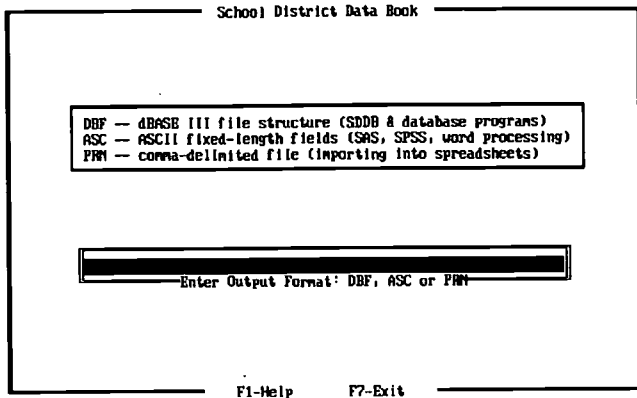 School District Data Book
DBF — dBASE III file structure (SDDB & database programs)
ASC — ASCII fixed-length fields (SAS, SPSS, word processing)
PRN — comma-delimited file (importing into spreadsheets)
Enter Output Format: DBF, ASC or PRN
F1-Help F7-Exit